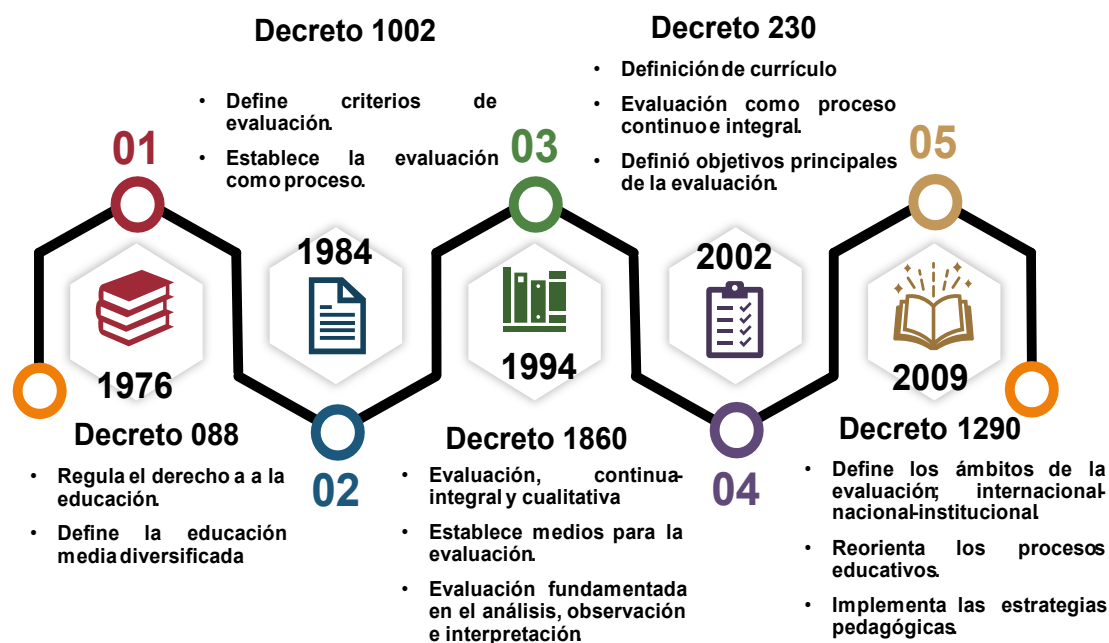 Decreto 1002
• Define criterios de
evaluación.
• Establece la evaluación
como proceso.
Decreto 230
• Definición de currículo
• Evaluación como proceso
continuo e integral.
• Definió objetivos principales
de la evaluación.
01
03
05
1984
2002
1976
1994
2009
Decreto 088
• Regula el derecho a a la
educación.
• Define la educación
media diversificada
02
Decreto 1860
• Evaluación, continua-
integral y cualitativa
• Establece medios para la
evaluación.
• Evaluación fundamentada
en el análisis, observación
e interpretación.
04
Decreto 1290
• Define los ámbitos de la
evaluación; internacional-
nacional-institucional.
• Reorienta los procesos
educativos.
• Implementa las estrategias
pedagógicas.